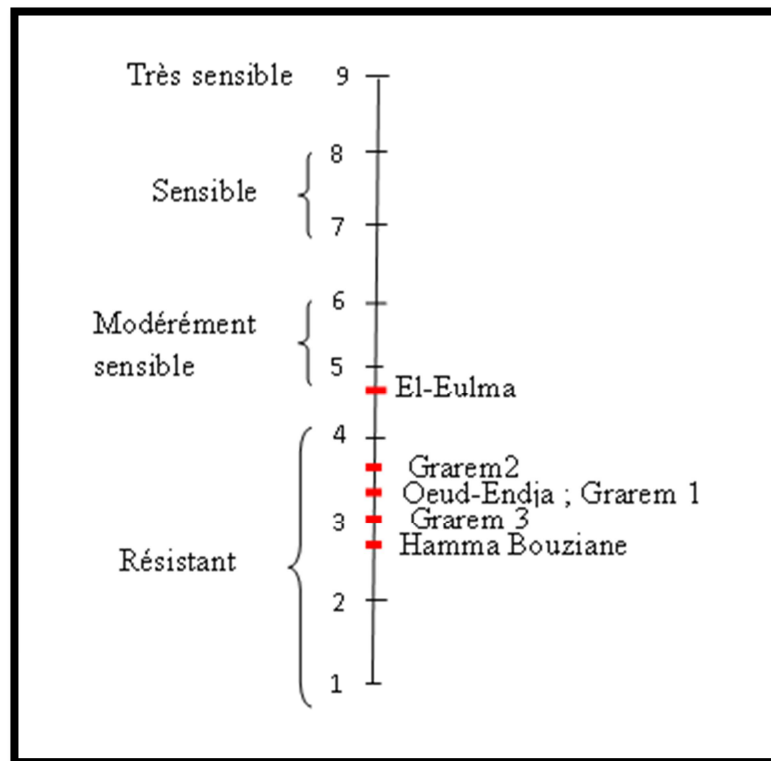 Très sensible 9
8
Sensible
7
6
Modérément
sensible
5
El-Eulma
4
Grarem2
Oeud-Endja ; Grarem 1
3 Grarem 3
Hamma Bouziane
Résistant
2
1